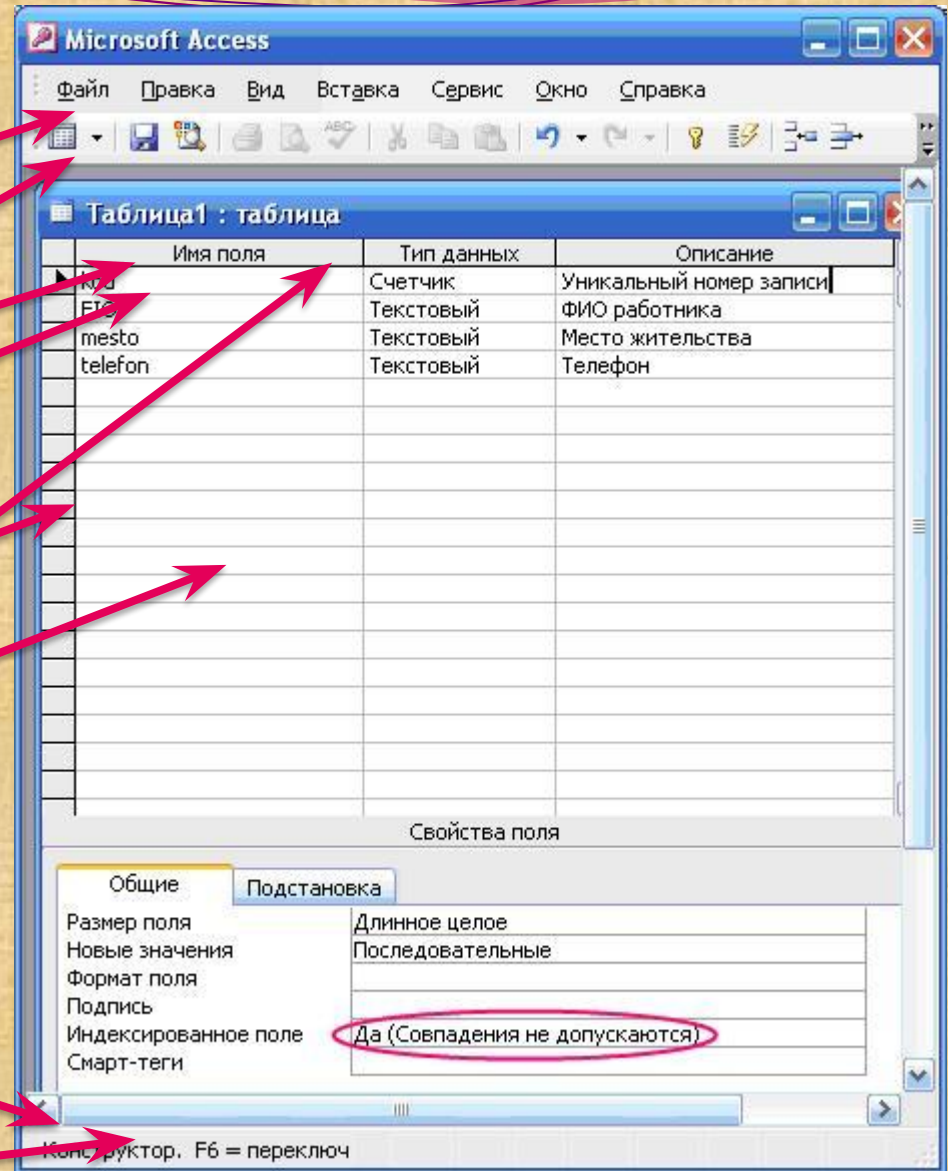 Microsoft Access
Файл Правка Вид Вставка Сервис Окно Справка
Таблица1 : таблица
Имя поля Тип данных Описание
Счетчик Уникальный номер записи
FIO Текстовый ФИО работника
mesto Текстовый Место жительства
telefon Текстовый Телефон
Свойства поля
Общие Подстановка
Размер поля Длинное целое
Новые значения Последовательные
Формат поля
Подпись
Индексированное поле Да (Совпадения не допускаются)
Смарт-теги
Конструктор. F6 = переключ